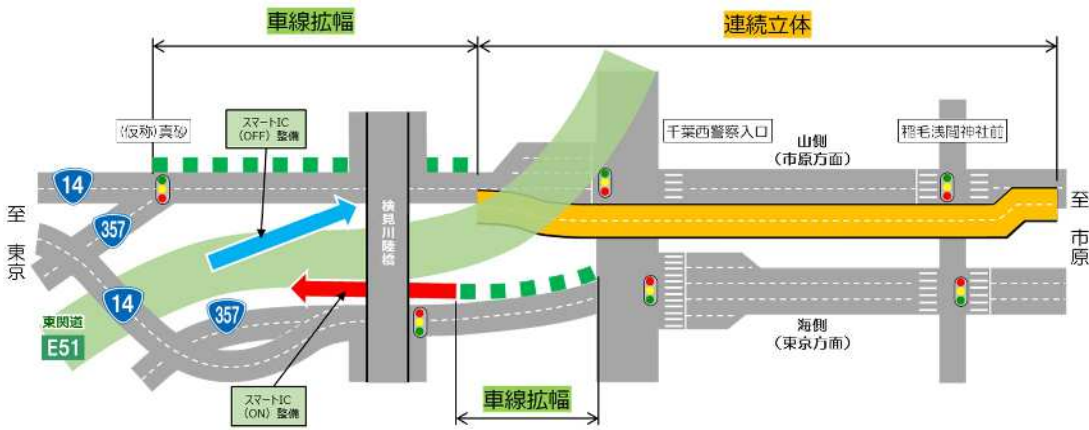 車線拡幅
連続立体
スマートIC
(OFF)整備
(仮称)真砂
千葉西警察入口
稲毛浅間神社前
山側
(市原方面)
14
357
至 東京
検見川陸橋
至 市原
14
357
東関道
E51
海側
(東京方面)
スマートIC
(ON)整備
車線拡幅